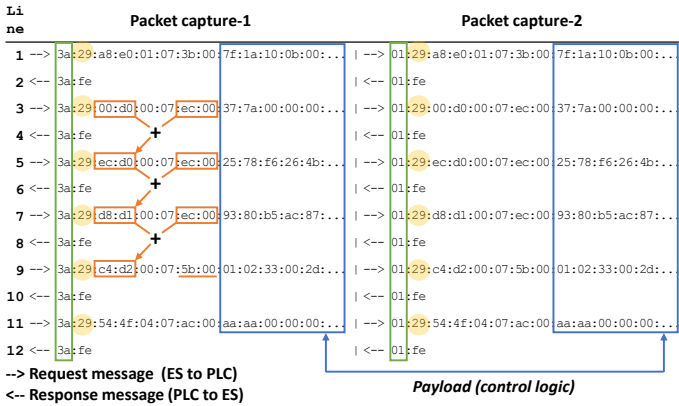 Li
ne
Packet capture-1
Packet capture-2
1 --> 3a:29:a8:e0:01:07:3b:00:7f:1a:10:0b:00:... | --> 01:29:a8:e0:01:07:3b:00:7f:1a:10:0b:00:...
2 <-- 3a:fe | <-- 01:fe
3 --> 3a:29:00:d0:00:07:ec:00:37:7a:00:00:00:... | --> 01:29:00:d0:00:07:ec:00:37:7a:00:00:00:...
4 <-- 3a:fe + | <-- 01:fe
5 --> 3a:29:ec:d0:00:07:ec:00:25:78:f6:26:4b:... | --> 01:29:ec:d0:00:07:ec:00:25:78:f6:26:4b:...
6 <-- 3a:fe + | <-- 01:fe
7 --> 3a:29:d8:d1:00:07:ec:00:93:80:b5:ac:87:... | --> 01:29:d8:d1:00:07:ec:00:93:80:b5:ac:87:...
8 <-- 3a:fe + | <-- 01:fe
9 --> 3a:29:c4:d2:00:07:5b:00:01:02:33:00:2d:... | --> 01:29:c4:d2:00:07:5b:00:01:02:33:00:2d:...
10 <-- 3a:fe | <-- 01:fe
11 --> 3a:29:54:4f:04:07:ac:00:aa:aa:00:00:00:... | --> 01:29:54:4f:04:07:ac:00:aa:aa:00:00:00:...
12 <-- 3a:fe | <-- 01:fe
--> Request message (ES to PLC)
<-- Response message (PLC to ES)
Payload (control logic)